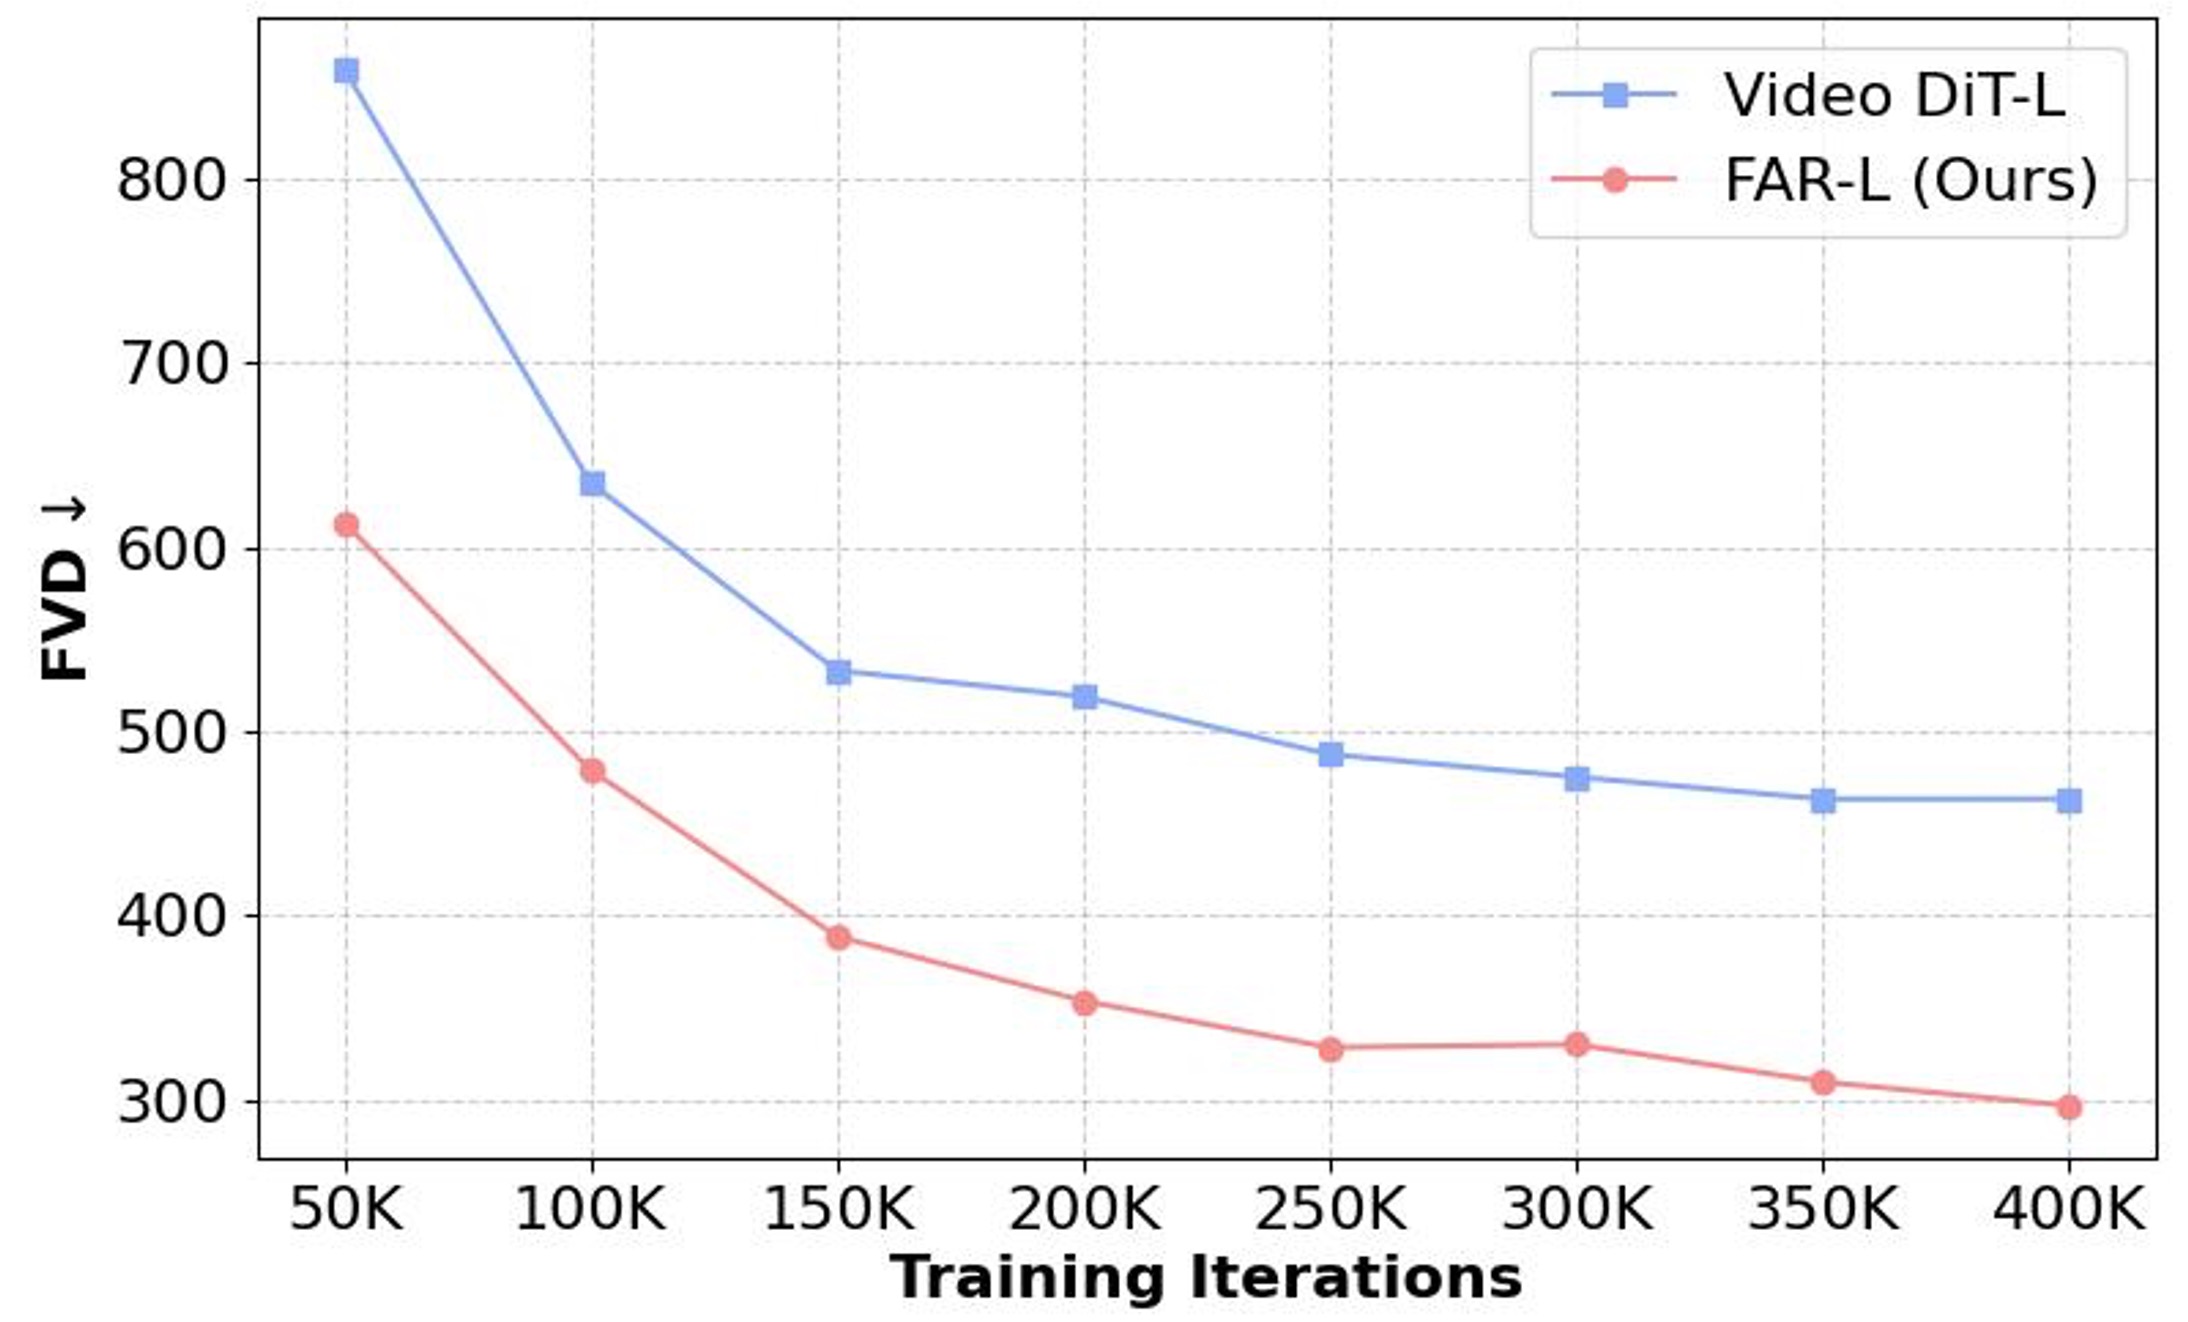 Video DiT-L
FAR-L (Ours)
800
700
600
500
400
300
FVD ↓
50K 100K 150K 200K 250K 300K 350K 400K
Training Iterations